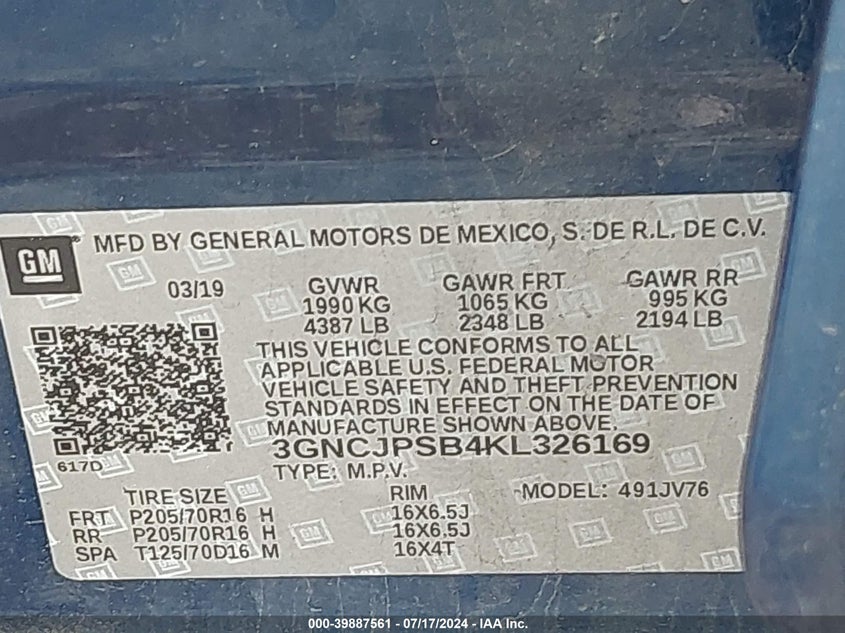 GM ® MFD BY GENERAL MOTORS DE MEXICO, S. DE R.L. DE C.V.
03/19 GVWR GAWR FRT GAWR RR
1990 KG 1065 KG 995 KG
4387 LB 2348 LB 2194 LB
THIS VEHICLE CONFORMS TO ALL
APPLICABLE U.S. FEDERAL MOTOR
VEHICLE SAFETY AND THEFT PREVENTION
STANDARDS IN EFFECT ON THE DATE OF
MANUFACTURE SHOWN ABOVE.
3GNCJPSB4KL326169
617D
TYPE: M.P.V.
TIRE SIZE RIM MODEL: 491JV76
FRT P205/70R16 H 16X6.5J
RR P205/70R16 H 16X6.5J
SPA T125/70D16 M 16X4T
000-39887561 / 07/17/2024 - IAA Inc.